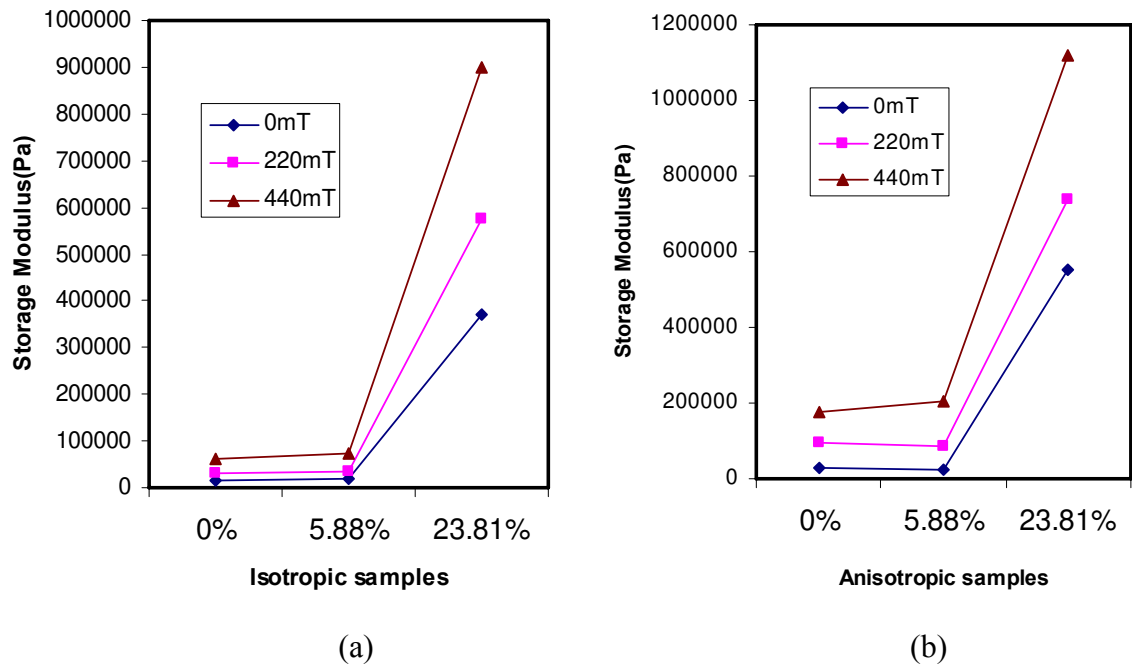 Storage Modulus(Pa)
1000000
900000
800000
700000
600000
500000
400000
300000
200000
100000
0
0mT
220mT
440mT
0%
5.88%
23.81%
Isotropic samples
(a)
Storage Modulus(Pa)
1200000
1000000
800000
600000
400000
200000
0
0mT
220mT
440mT
0%
5.88%
23.81%
Anisotropic samples
(b)